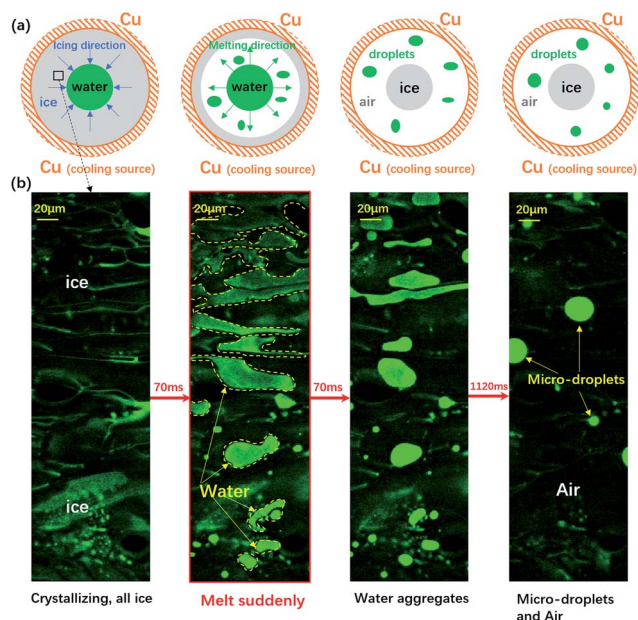 (a)
Cu
Cu
Cu
Cu
Icing direction
water
ice
Melting direction
water
droplets
ice
air
droplets
ice
air
Cu (cooling source)
Cu (cooling source)
Cu (cooling source)
Cu (cooling source)
(b)
20μm
20μm
20μm
20μm
ice
ice
70ms
Water
70ms
1120ms
Micro-droplets
Air
Crystallizing, all ice
Melt suddenly
Water aggregates
Micro-droplets
and Air